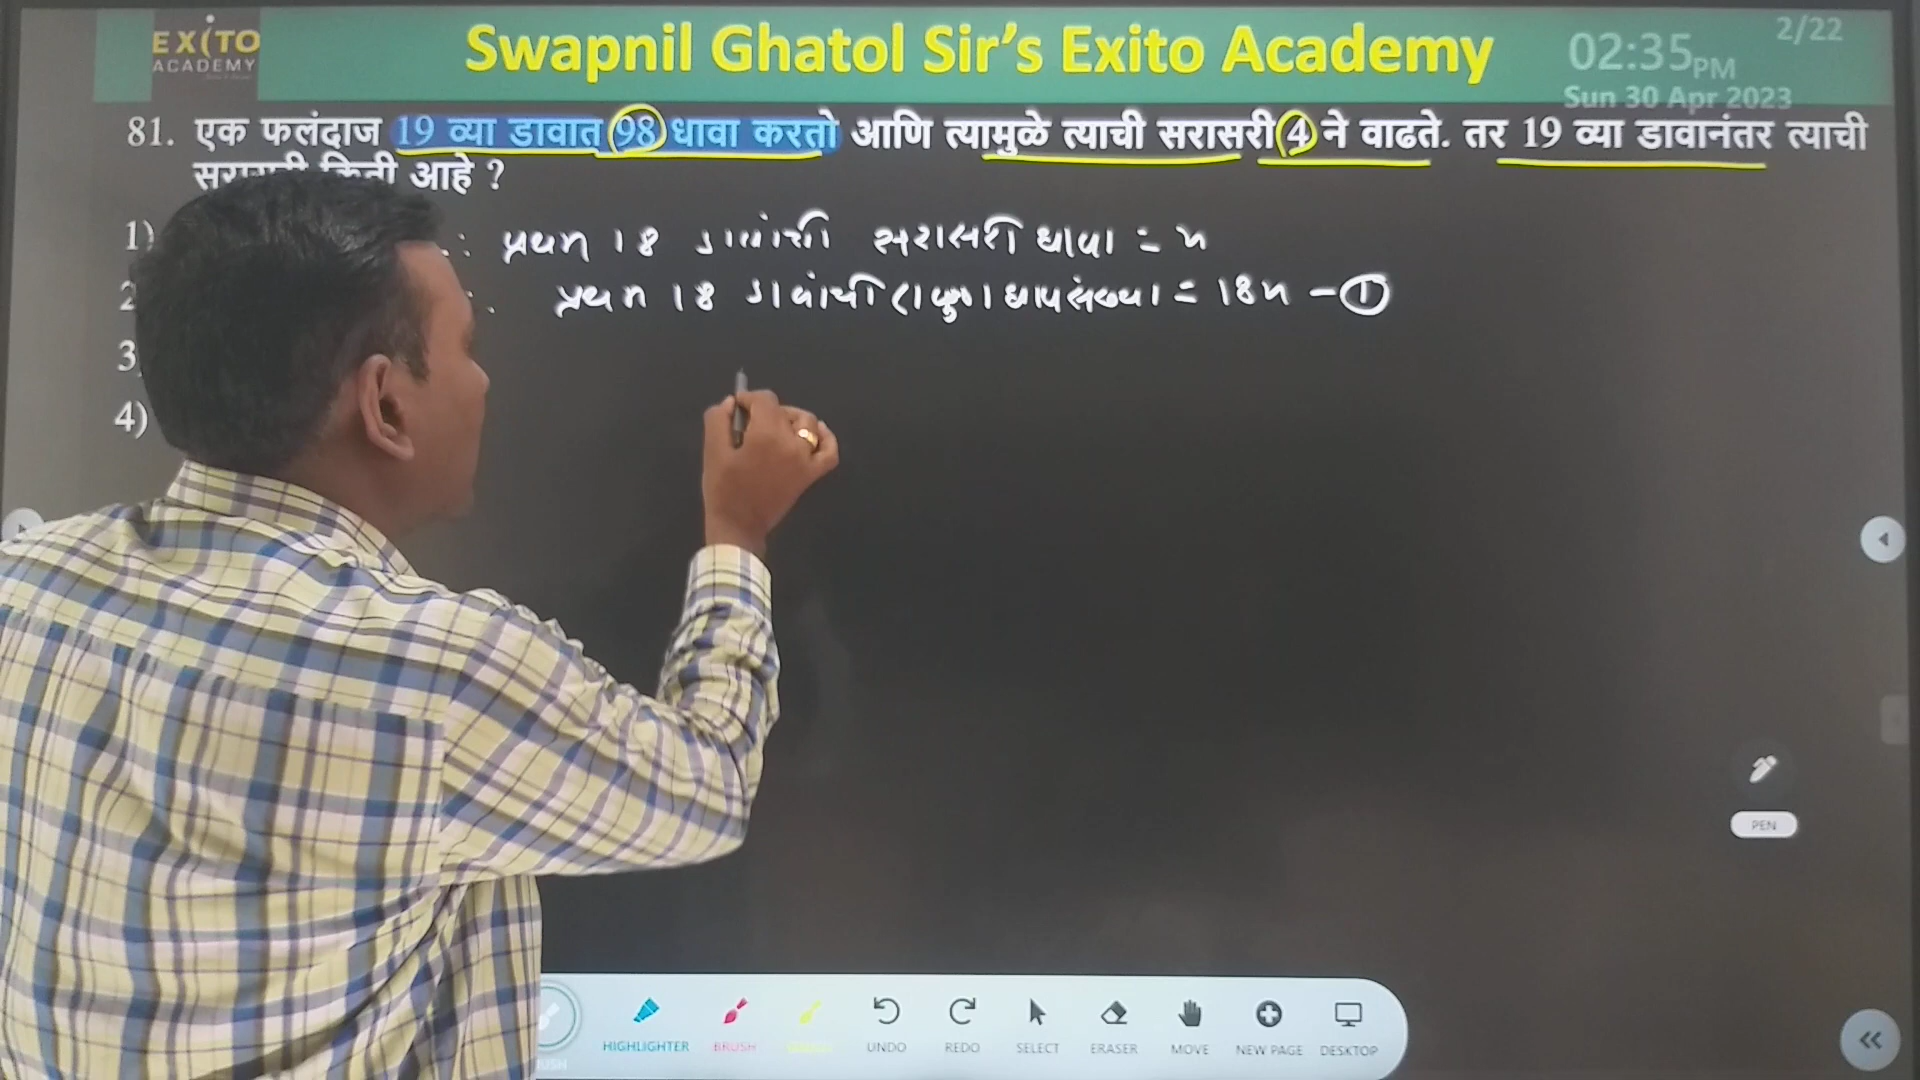 EXITO
ACADEMY
Swapnil Ghatol Sir's Exito Academy
02:35PM
2/22
Sun 30 Apr 2023
81. एक फलंदाज 19 व्या डावात 98 धावा करतो आणि त्यामुळे त्याची सरासरी 4 ने वाढते. तर 19 व्या डावानंतर त्याची
सरासरी किती आहे ?
1) : प्रथम 18 डावांची सरासरी धावा = x
2 प्रथम 18 डावांची एकुण धावसंख्या = 18x - ①
3)
4)
PEN
HIGHLIGHTER BRUSH UNDO REDO SELECT ERASER MOVE NEW PAGE DESKTOP